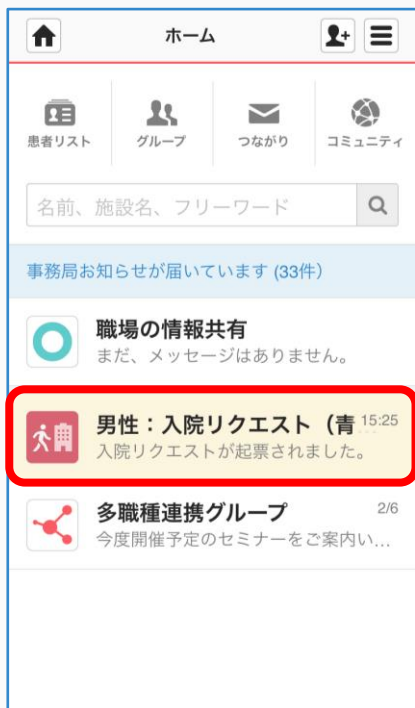 ホーム
患者リスト
グループ
つながり
コミュニティ
名前、施設名、フリーワード
事務局お知らせが届いています (33件)
職場の情報共有
まだ、メッセージはありません。
男性：入院リクエスト（青... 15:25
入院リクエストが起票されました。
多職種連携グループ 2/6
今度開催予定のセミナーをご案内い...